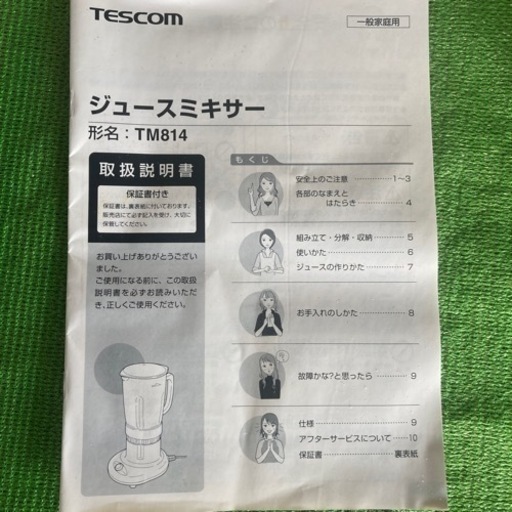 TESCOM
一般家庭用
ジュースミキサー
形名：TM814
取扱説明書
保証書付き
保証書は、裏表紙に付いております。
販売店にて必ず記入を受け、大切に
保管してください。
お買い上げありがとうござい
ました。
ご使用になる前に、この取扱
説明書を必ずお読みいただ
き、正しくご使用ください。
もくじ
安全上のご注意 ⋯⋯⋯⋯ 1〜3
各部のなまえと
はたらき ⋯⋯⋯⋯ 4
組み立て・分解・収納 ⋯⋯⋯⋯ 5
使いかた ⋯⋯⋯⋯ 6
ジュースの作りかた ⋯⋯⋯⋯ 7
お手入れのしかた ⋯⋯⋯⋯ 8
故障かな?と思ったら ⋯⋯⋯⋯ 9
仕様 ⋯⋯⋯⋯ 9
アフターサービスについて ⋯⋯ 10
保証書 ⋯⋯⋯⋯ 裏表紙